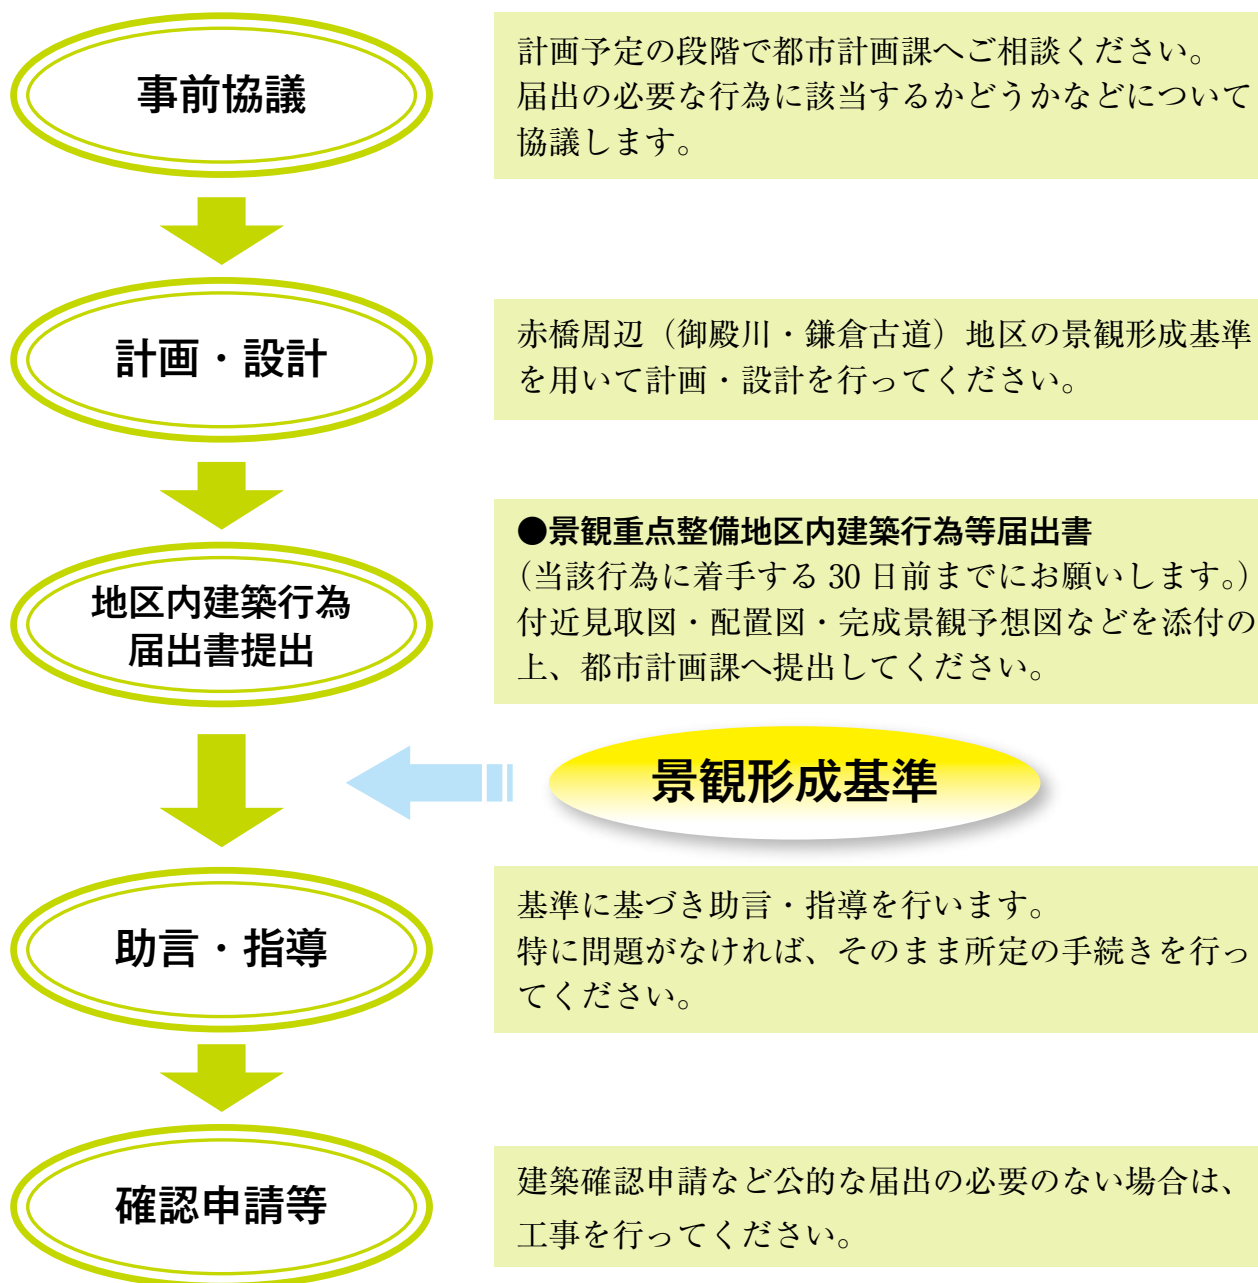 事前協議
計画予定の段階で都市計画課へご相談ください。
届出の必要な行為に該当するかどうかなどについて
協議します。
計画・設計
赤橋周辺（御殿川・鎌倉古道）地区の景観形成基準
を用いて計画・設計を行ってください。
地区内建築行為
届出書提出
●景観重点整備地区内建築行為等届出書
（当該行為に着手する 30 日前までにお願いします。）
付近見取図・配置図・完成景観予想図などを添付の
上、都市計画課へ提出してください。
景観形成基準
助言・指導
基準に基づき助言・指導を行います。
特に問題がなければ、そのまま所定の手続きを行っ
てください。
確認申請等
建築確認申請など公的な届出の必要のない場合は、
工事を行ってください。